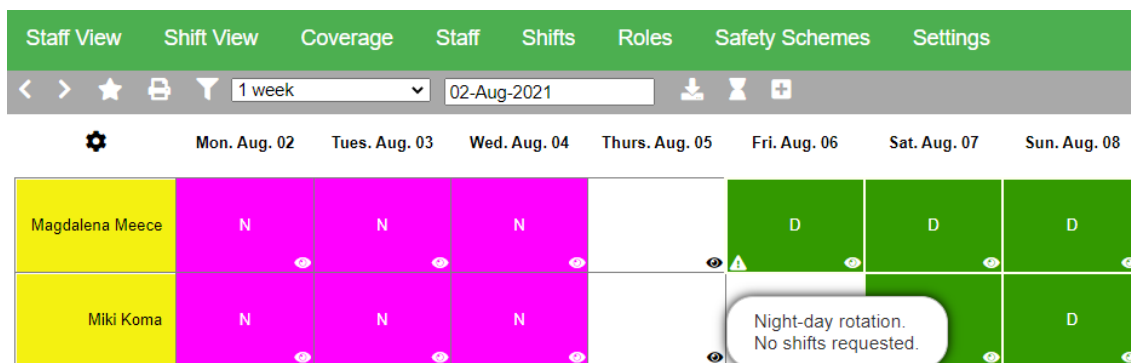 Staff View Shift View Coverage Staff Shifts Roles Safety Schemes Settings
1 week 02-Aug-2021
Mon. Aug. 02 Tues. Aug. 03 Wed. Aug. 04 Thurs. Aug. 05 Fri. Aug. 06 Sat. Aug. 07 Sun. Aug. 08
Magdalena Meece N N N D D D
Miki Koma N N N D
Night-day rotation.
No shifts requested.